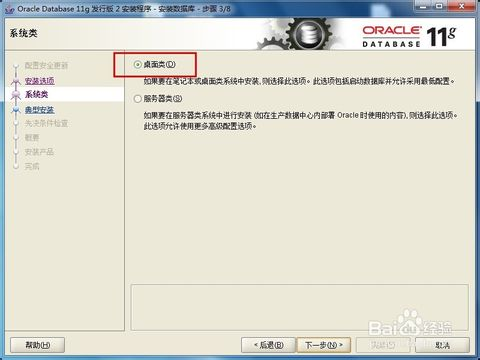 Oracle Database 11g 发行版 2 安装程序 - 安装数据库 - 步骤 3/8
系统类
ORACLE
DATABASE
11g
配置安全更新
安装选项
系统类
典型安装
先决条件检查
概要
安装产品
完成
桌面类(D)
如果要在笔记本或桌面类系统中安装,则选择此选项。此选项包括启动数据库并允许采用最低配置。
服务器类(S)
如果要在服务器类系统中进行安装 (如在生产数据中心内部署 Oracle 时使用的内容), 则选择此选项。
此选项允许使用更多高级配置选项。
帮助(H)
< 后退(B)
下一步(N) >
取消
Baidu 经验